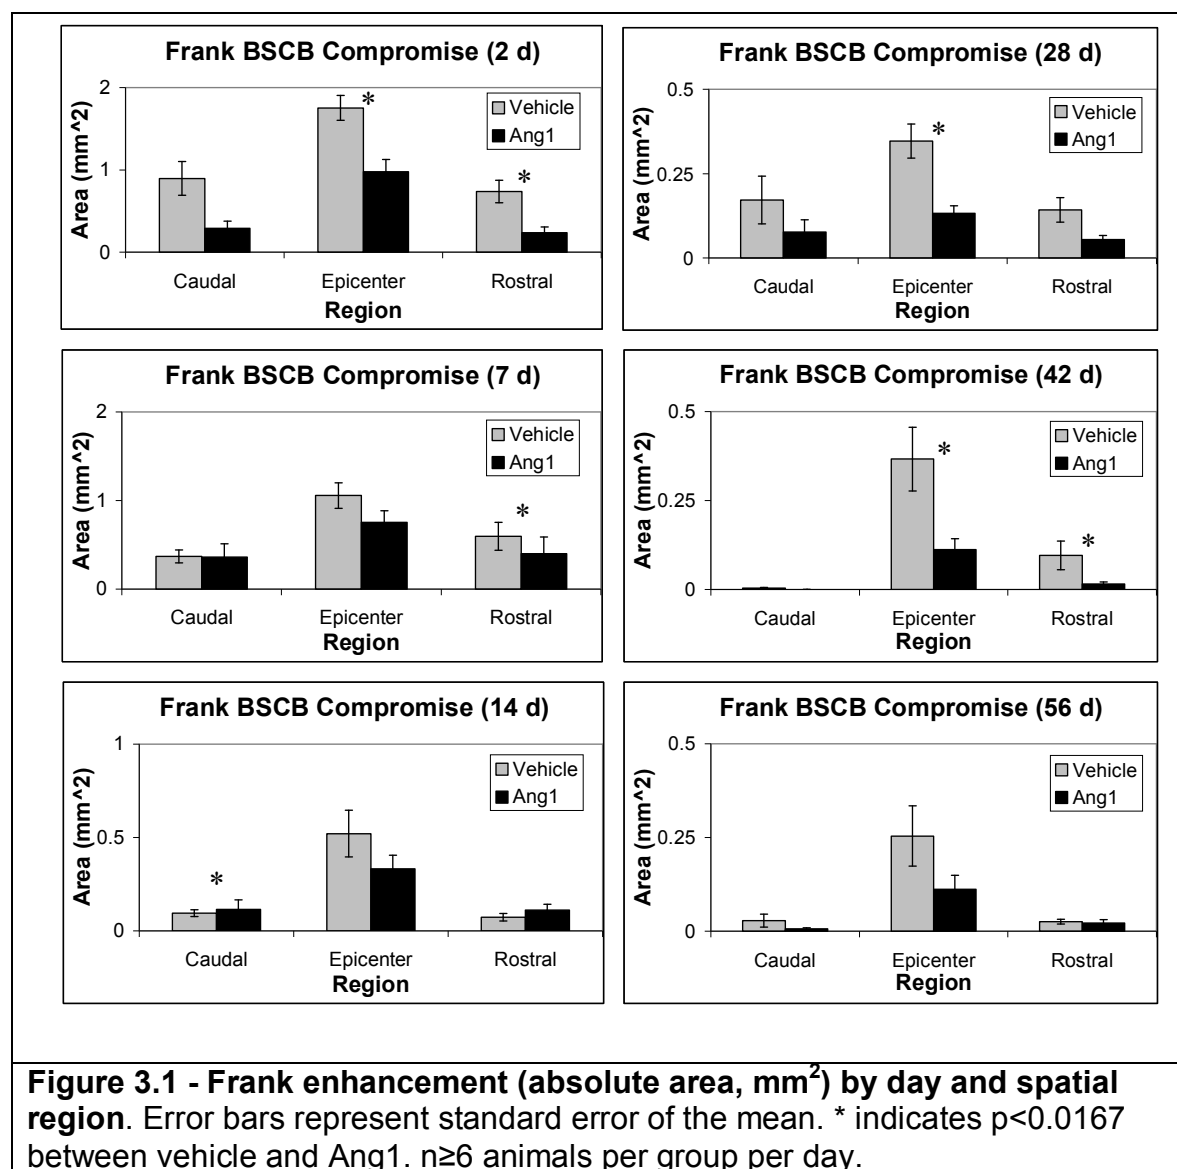 Frank BSCB Compromise (2 d)
2
1
0
Area (mm^2)
Vehicle
Ang1
*
*
Caudal Epicenter Rostral
Region
Frank BSCB Compromise (28 d)
0.5
0.25
0
Area (mm^2)
Vehicle
Ang1
*
Caudal Epicenter Rostral
Region
Frank BSCB Compromise (7 d)
2
1
0
Area (mm^2)
Vehicle
Ang1
*
Caudal Epicenter Rostral
Region
Frank BSCB Compromise (42 d)
0.5
0.25
0
Area (mm^2)
Vehicle
Ang1
*
*
Caudal Epicenter Rostral
Region
Frank BSCB Compromise (14 d)
1
0.5
0
Area (mm^2)
Vehicle
Ang1
*
Caudal Epicenter Rostral
Region
Frank BSCB Compromise (56 d)
0.5
0.25
0
Area (mm^2)
Vehicle
Ang1
Caudal Epicenter Rostral
Region
Figure 3.1 - Frank enhancement (absolute area, mm²) by day and spatial
region. Error bars represent standard error of the mean. * indicates p<0.0167
between vehicle and Ang1. n≥6 animals per group per day.